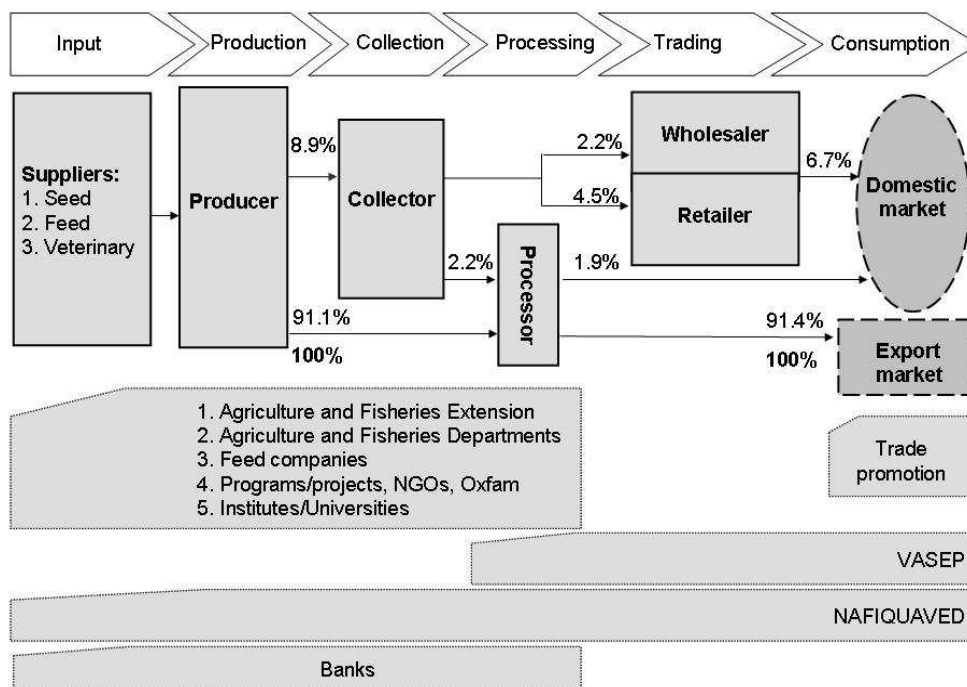 Input
Production
Collection
Processing
Trading
Consumption
Suppliers:
1. Seed
2. Feed
3. Veterinary
Producer
8.9%
Collector
2.2%
4.5%
Wholesaler
Retailer
6.7%
Domestic
market
2.2%
Processor
1.9%
91.1%
100%
91.4%
100%
Export
market
1. Agriculture and Fisheries Extension
2. Agriculture and Fisheries Departments
3. Feed companies
4. Programs/projects, NGOs, Oxfam
5. Institutes/Universities
Trade
promotion
VASEP
NAFIQUAVED
Banks